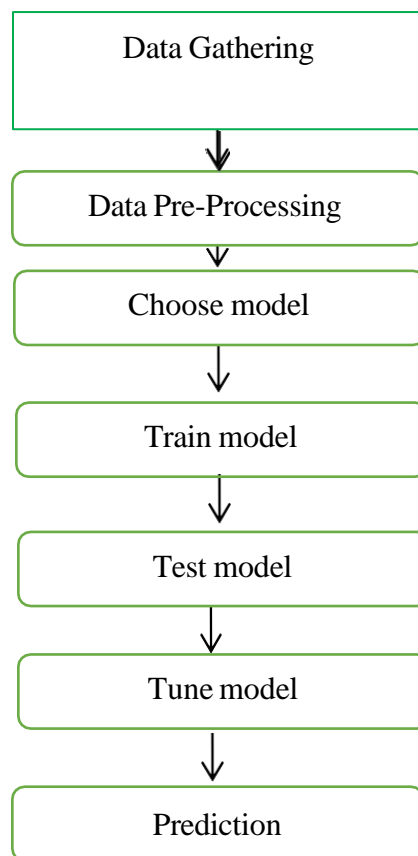 Data Gathering
Data Pre-Processing
Choose model
Train model
Test model
Tune model
Prediction